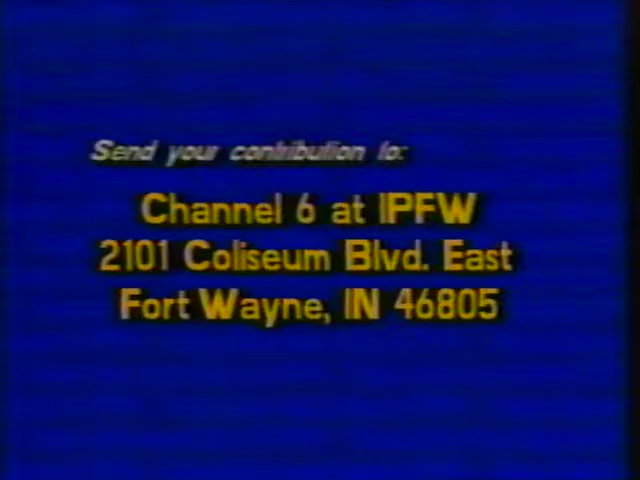 Send your contribution to:
Channel 6 at IPFW
2101 Coliseum Blvd. East
Fort Wayne, IN 46805